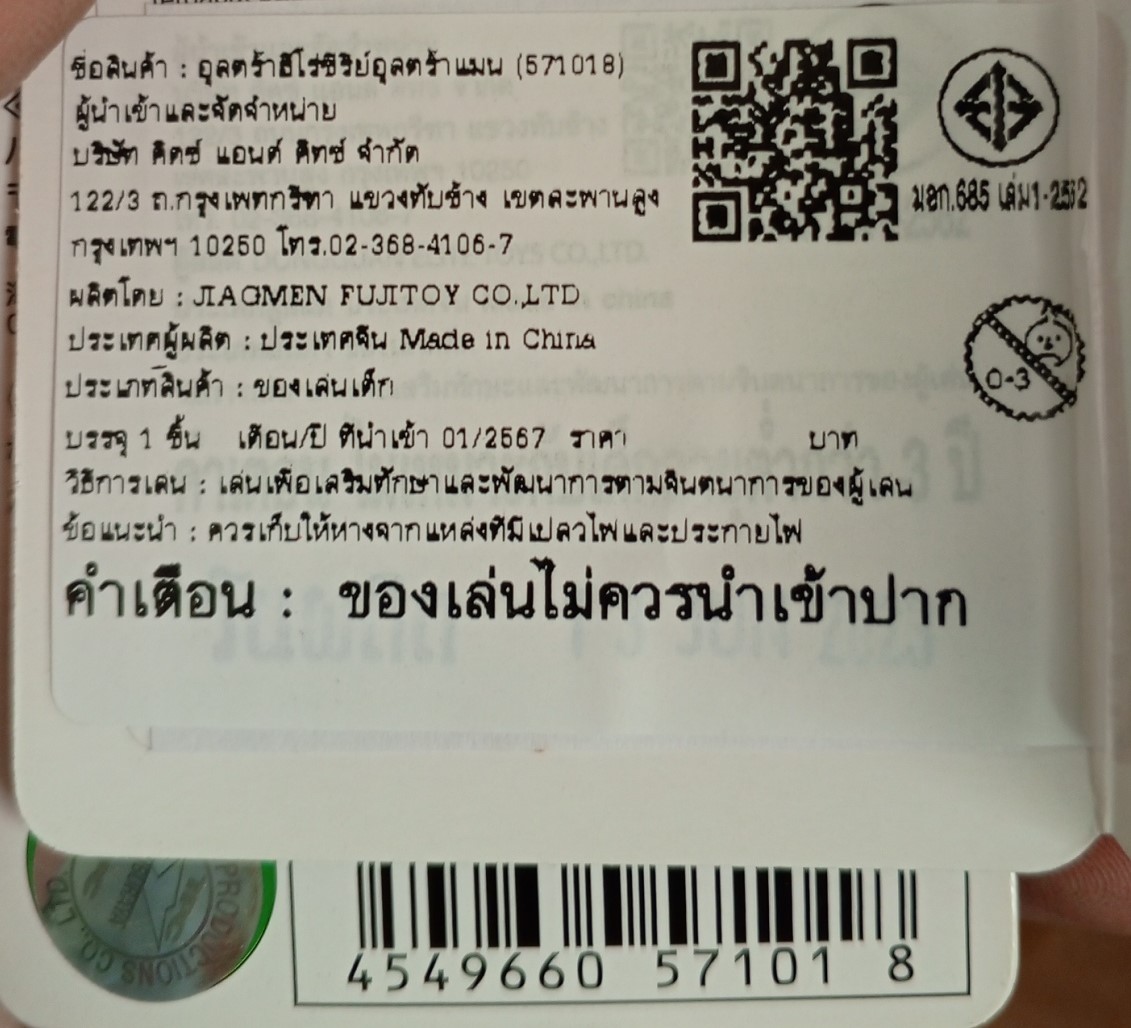 ชื่อสินค้า : อุลตร้าฮีโร่ซีรีย์อุลตร้าแมน (571018)
ผู้นำเข้าและจัดจำหน่าย
บริษัท คิดซ์ แอนด์ คิทซ์ จำกัด
122/3 ถ.กรุงเทพกรีฑา แขวงทับช้าง เขตสะพานสูง
กรุงเทพฯ 10250 โทร.02-368-4106-7
ผลิตโดย : JIAGMEN FUJITOY CO.,LTD
ประเทศผู้ผลิต : ประเทศจีน Made in China
ประเภทสินค้า : ของเล่นเด็ก
บรรจุ 1 ชิ้น เดือน/ปี ที่นำเข้า 01/2567 ราคา บาท
วิธีการเล่น : เล่นเพื่อเสริมทักษาและพัฒนาการตามจินตนาการของผู้เล่น
ข้อแนะนำ : ควรเก็บให้ห่างจากแหล่งที่มีเปลวไฟและประกายไฟ
คำเตือน : ของเล่นไม่ควรนำเข้าปาก
มอก.685 เล่ม1-2562
0-3
PRODUCTIONS CO., LTD.
4549660 57101 8